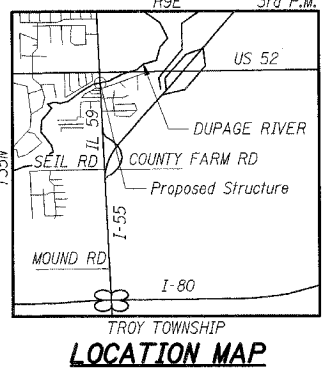 R9E 3rd P.M.
US 52
DUPAGE RIVER
IL 59
T35N
SEIL RD
COUNTY FARM RD
Proposed Structure
I-55
MOUND RD
I-80
TROY TOWNSHIP
LOCATION MAP